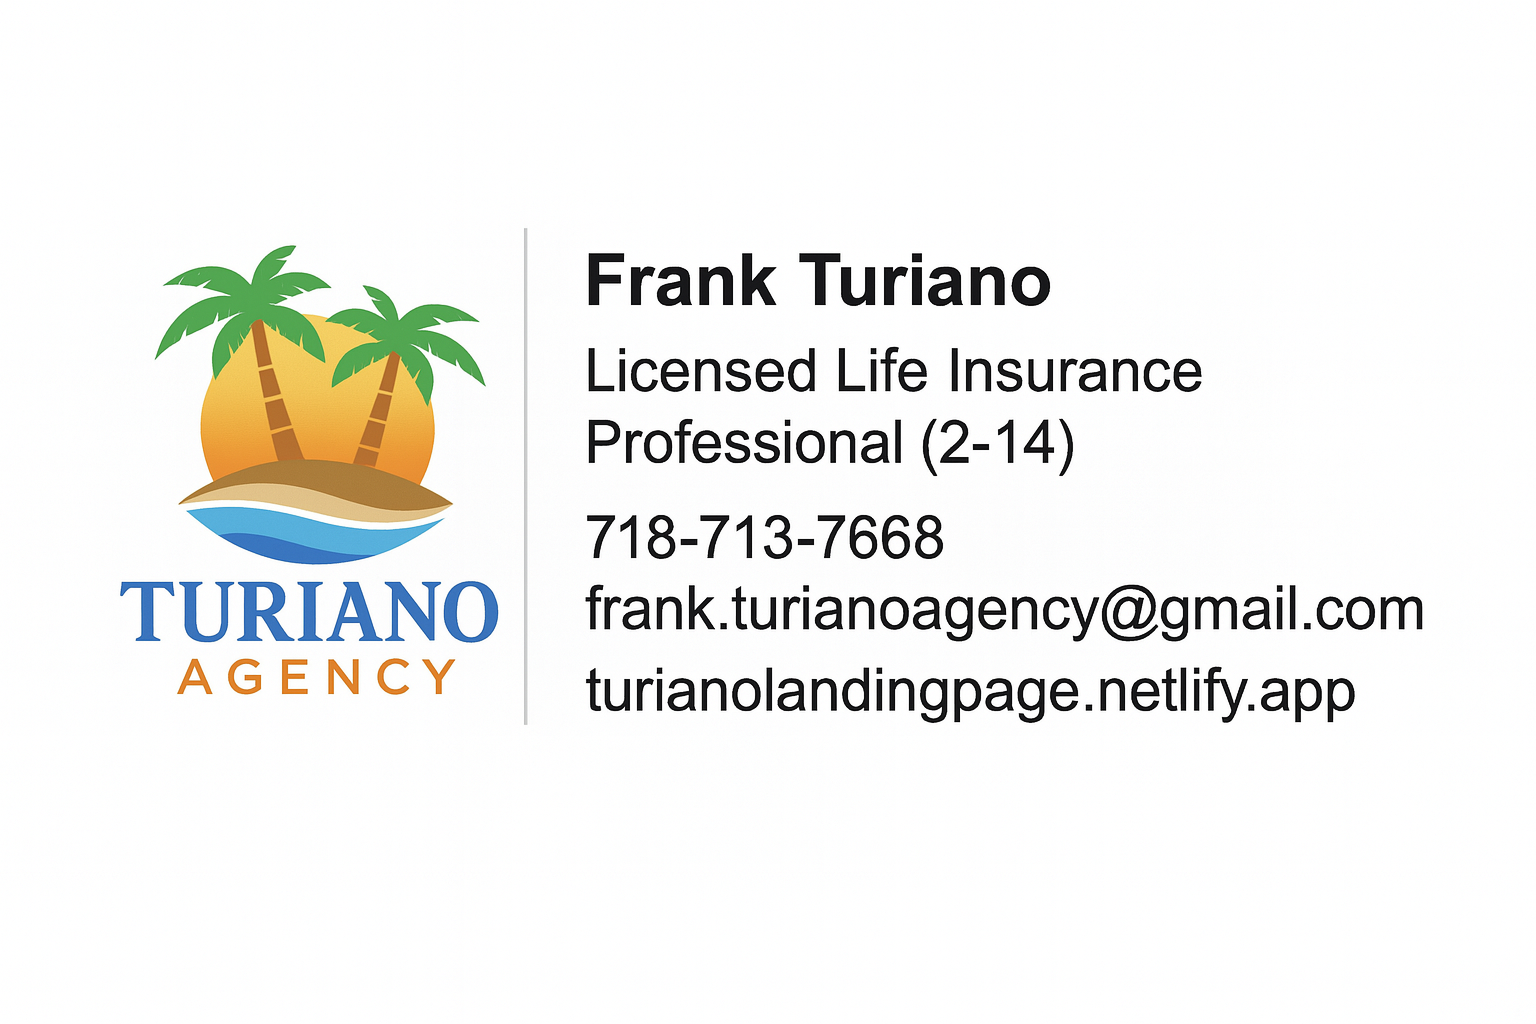 TURIANO
AGENCY
Frank Turiano
Licensed Life Insurance
Professional (2-14)
718-713-7668
frank.turianoagency@gmail.com
turianolandingpage.netlify.app